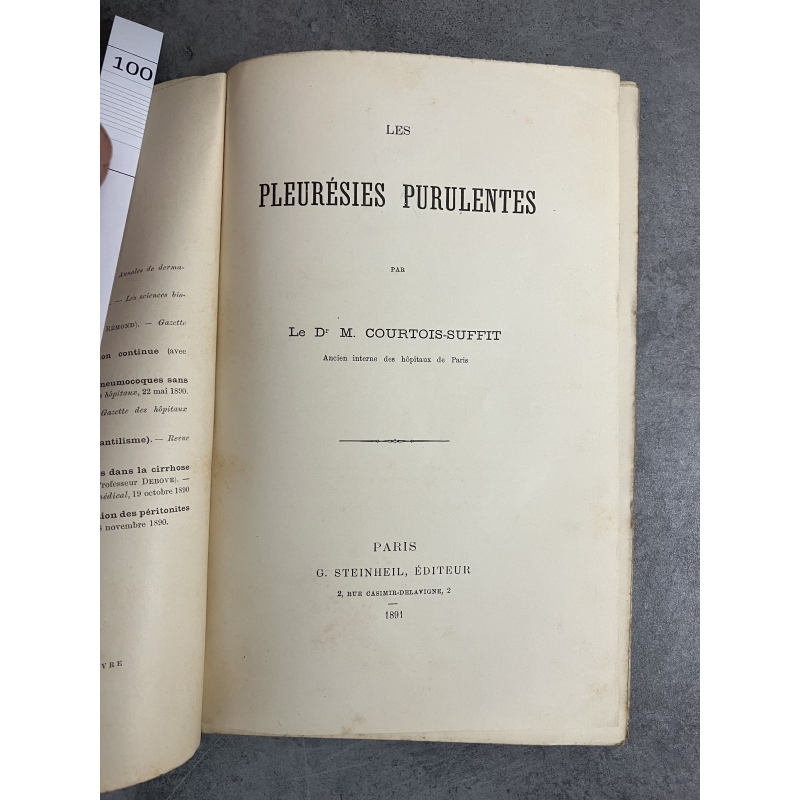 100
Annales de derma-
— Les sciences bio-
RÉMOND). — Gazette
on continue (avec
neumocoques sans
hôpitaux, 22 mai 1890.
Gazette des hôpitaux
antilisme). — Revue
s dans la cirrhose
rofesseur DEBOVE). —
médical, 19 octobre 1890
ion des péritonites
novembre 1890.
VRE
LES
PLEURÉSIES PURULENTES
PAR
Le Dr M. COURTOIS-SUFFIT
Ancien interne des hôpitaux de Paris
PARIS
G. STEINHEIL, ÉDITEUR
2, RUE CASIMIR-DELAVIGNE, 2
1891